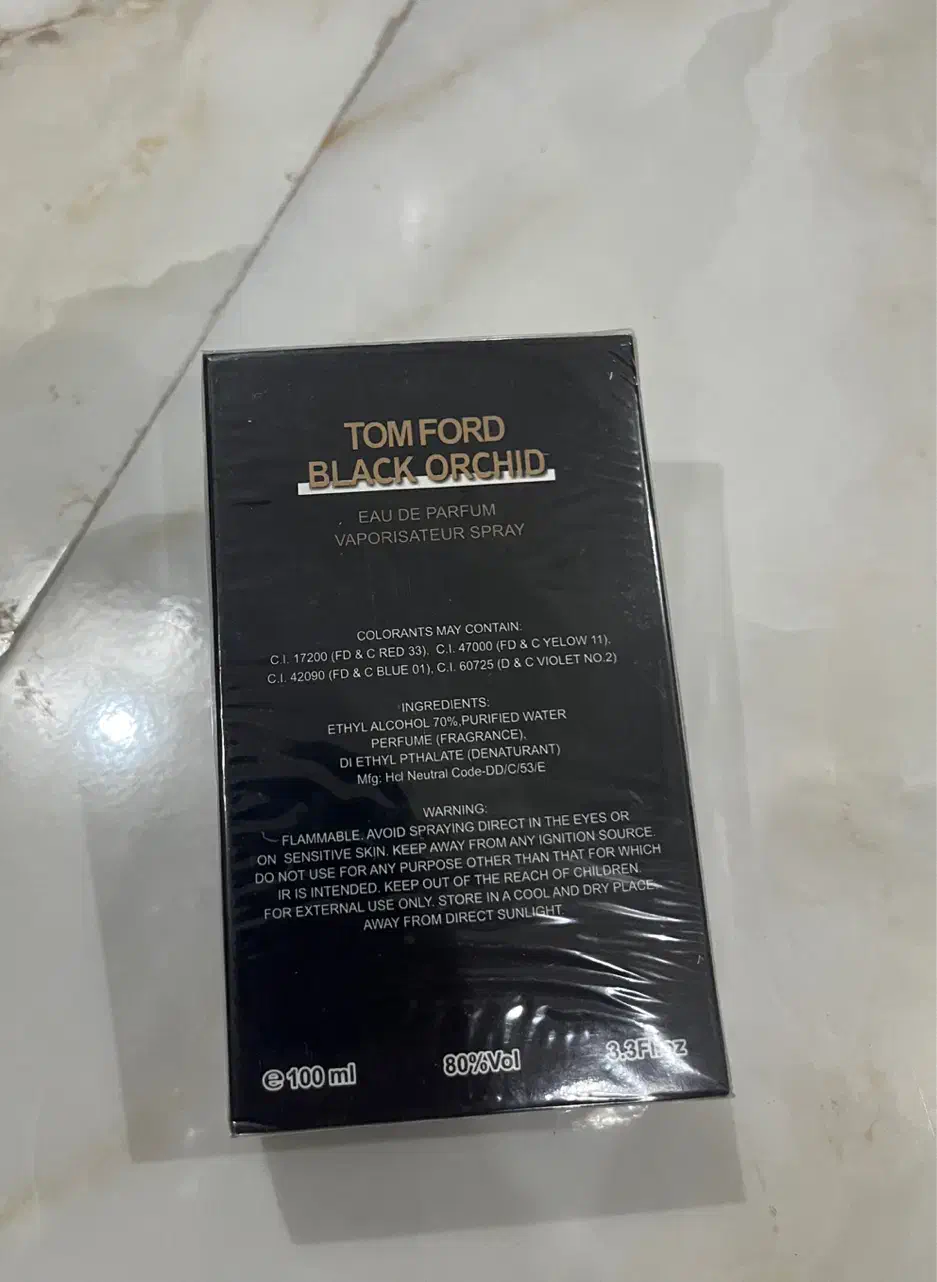 TOM FORD
BLACK ORCHID
EAU DE PARFUM
VAPORISATEUR SPRAY
COLORANTS MAY CONTAIN:
C.I. 17200 (FD & C RED 33), C.I. 47000 (FD & C YELOW 11),
C.I. 42090 (FD & C BLUE 01), C.I. 60725 (D & C VIOLET NO.2)
INGREDIENTS:
ETHYL ALCOHOL 70%,PURIFIED WATER
PERFUME (FRAGRANCE),
DI ETHYL PTHALATE (DENATURANT)
Mfg: Hcl Neutral Code-DD/C/53/E
WARNING:
FLAMMABLE. AVOID SPRAYING DIRECT IN THE EYES OR
ON SENSITIVE SKIN. KEEP AWAY FROM ANY IGNITION SOURCE.
DO NOT USE FOR ANY PURPOSE OTHER THAN THAT FOR WHICH
IR IS INTENDED. KEEP OUT OF THE REACH OF CHILDREN.
FOR EXTERNAL USE ONLY. STORE IN A COOL AND DRY PLACE
AWAY FROM DIRECT SUNLIGHT.
e 100 ml 80%Vol 3.3Fl.oz